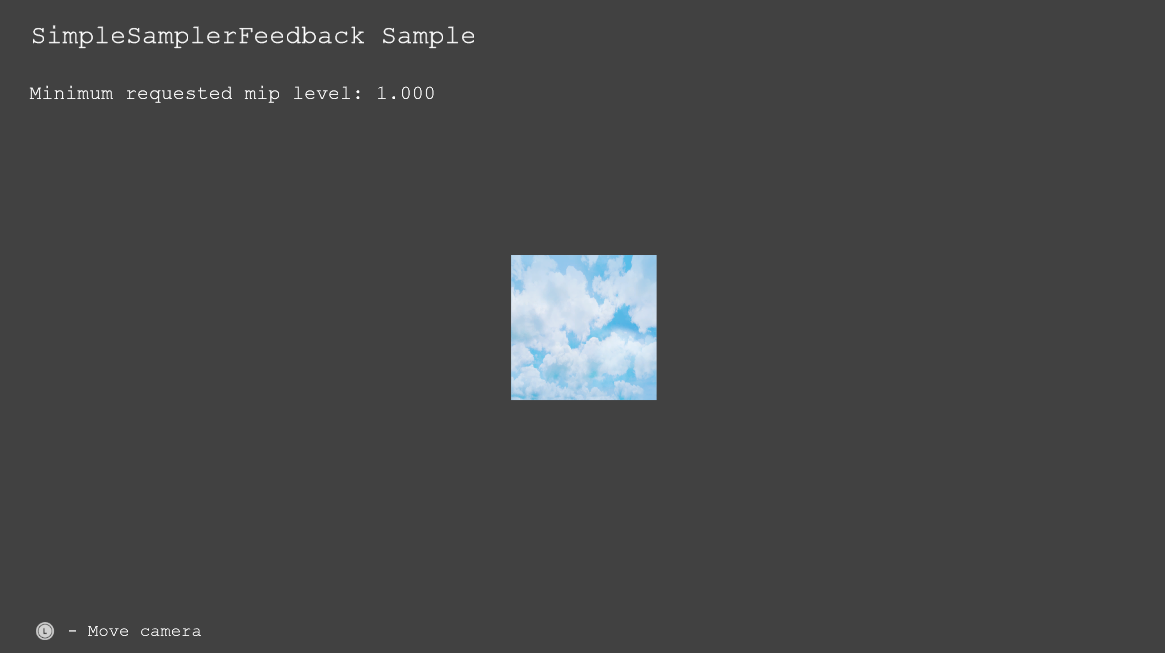 SimpleSamplerFeedback Sample
Minimum requested mip level: 1.000
L - Move camera